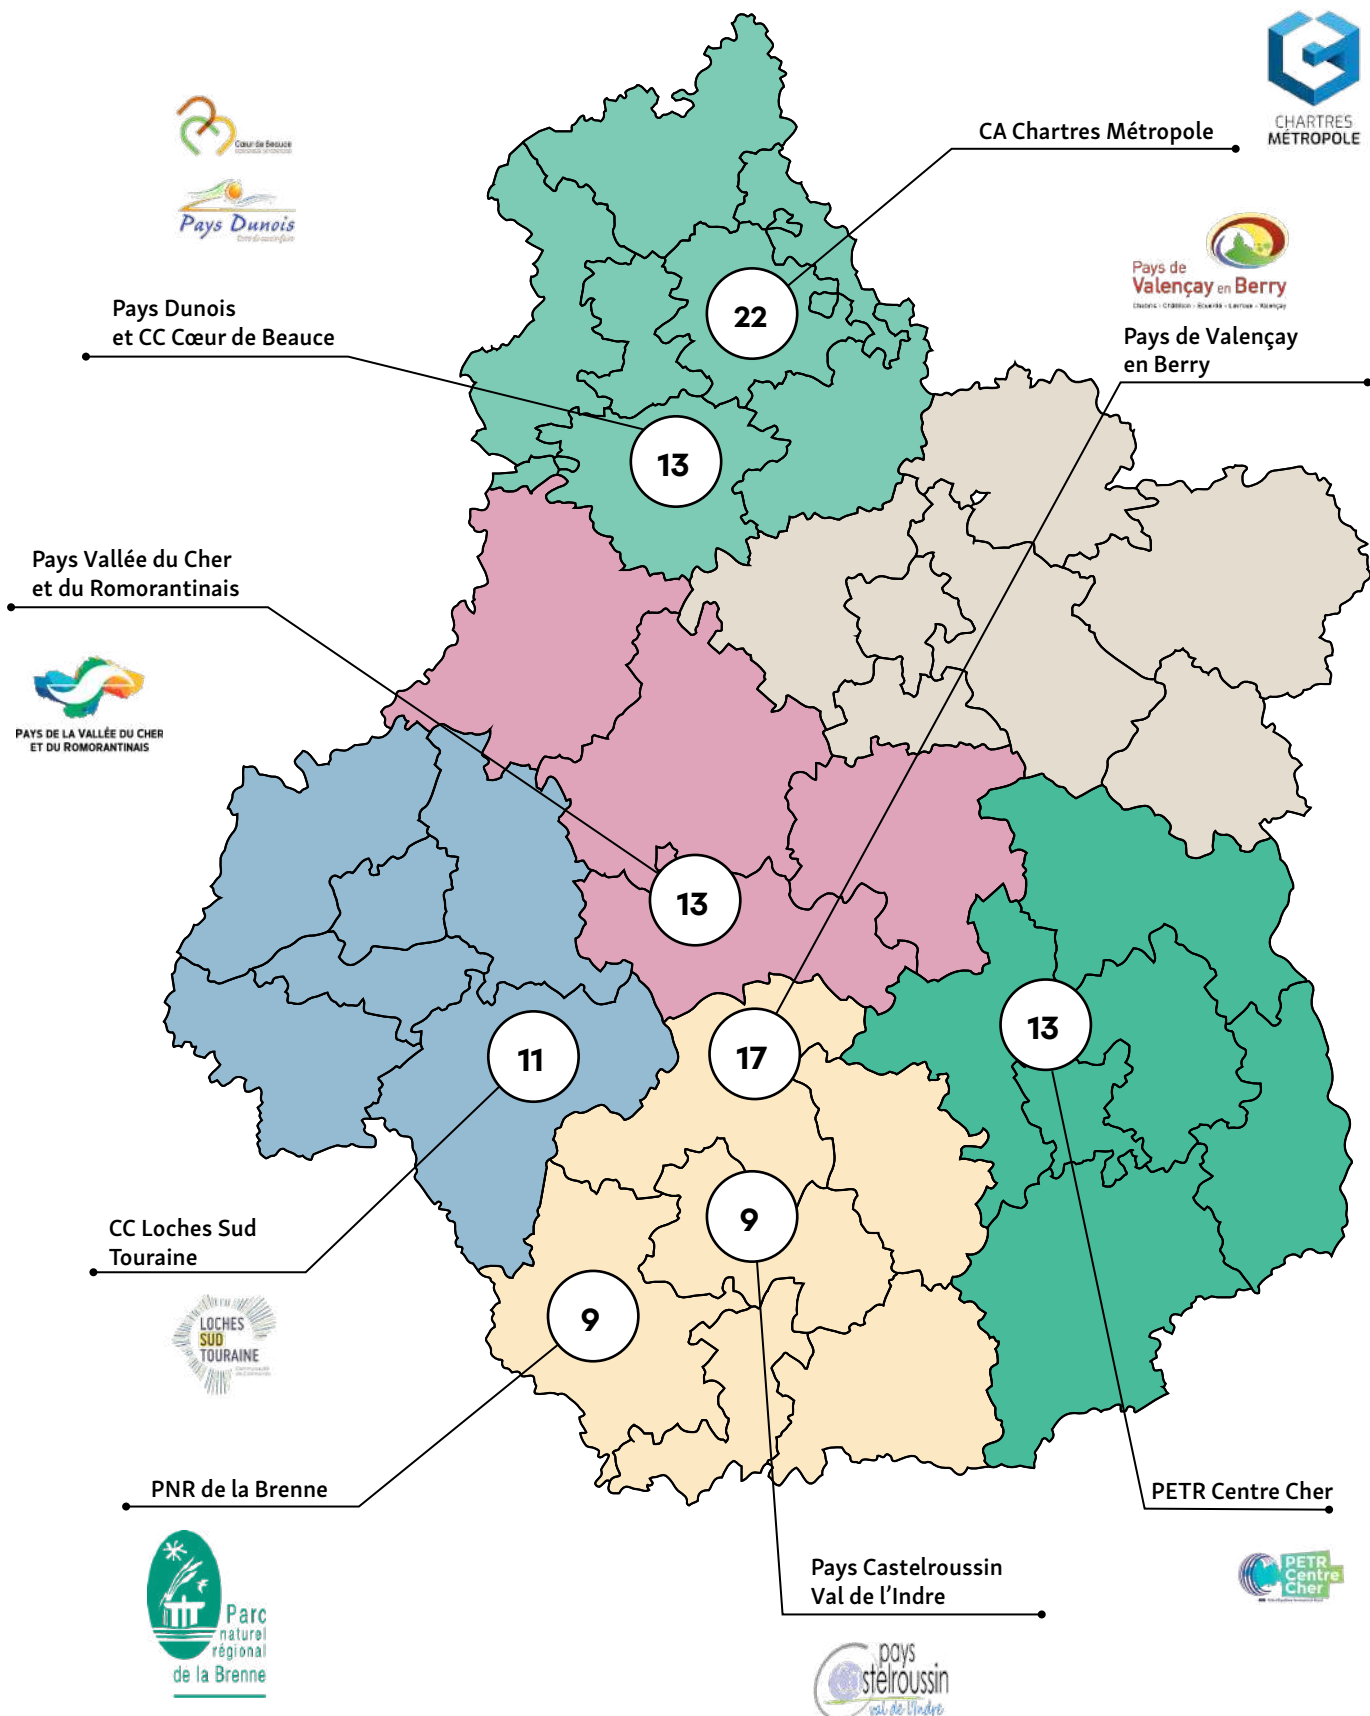 CHARTRES
MÉTROPOLE
Cœur de Beauce
CA Chartres Métropole
Pays Dunois
Pays de
Valençay en Berry
Pays Dunois
et CC Cœur de Beauce
22
Pays de Valençay
en Berry
13
Pays Vallée du Cher
et du Romorantinais
PAYS DE LA VALLÉE DU CHER
ET DU ROMORANTINAIS
13
11
17
13
9
CC Loches Sud
Touraine
9
LOCHES
SUD
TOURAINE
PNR de la Brenne
PETR Centre Cher
Parc
naturel
régional
de la Brenne
Pays Castelroussin
Val de l'Indre
PETR
Centre
Cher
pays
Castelroussin
val de l'Indre